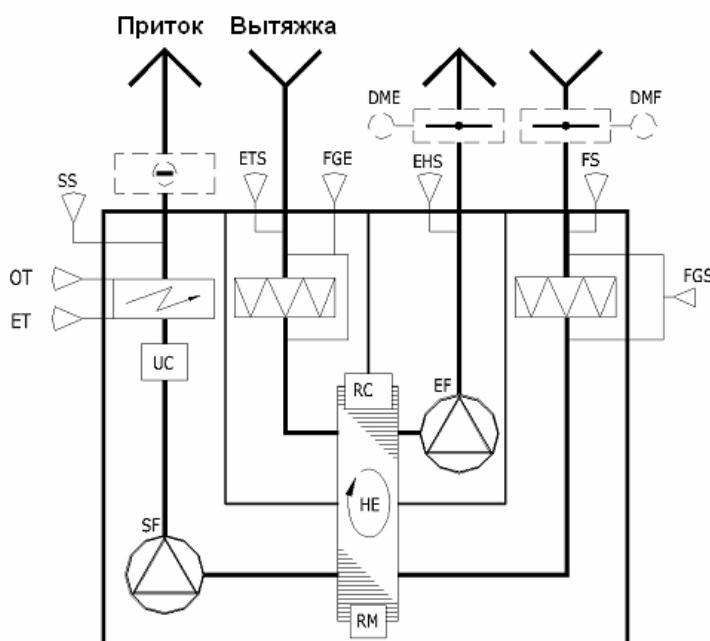 Приток Вытяжка
DME DMF
ETS FGE EHS FS
SS
OT
FGS
ET
UC
RC EF
HE
SF
RM